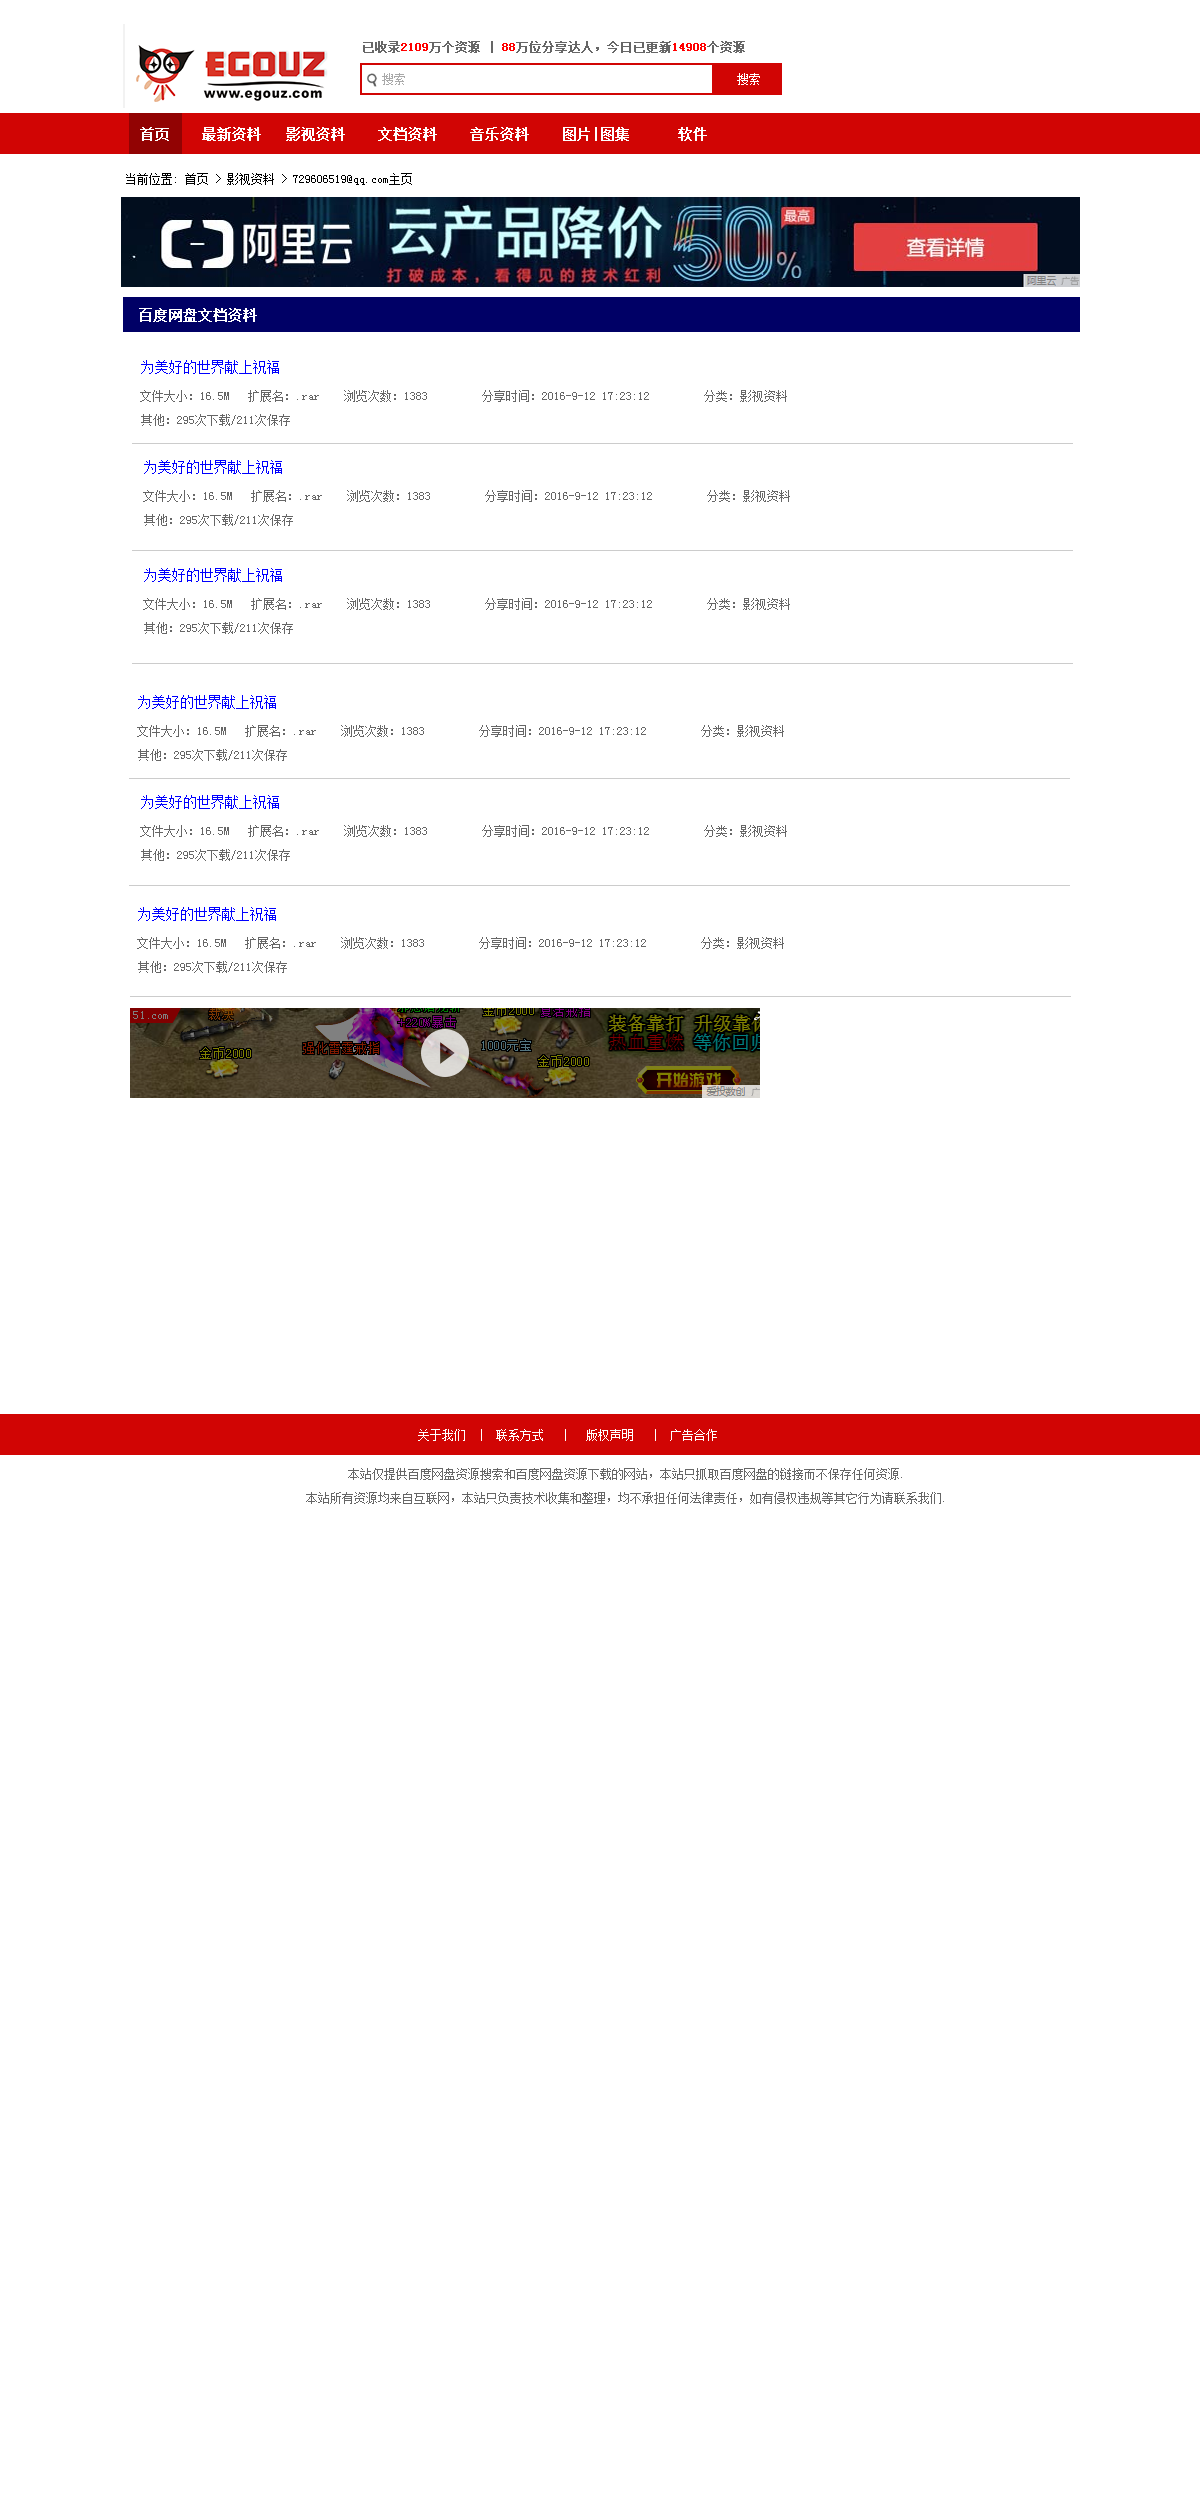 已收录2109万个资源 | 88万位分享达人，今日已更新14908个资源
EGOUZ
www.egouz.com
搜索 搜索
首页 最新资料 影视资料 文档资料 音乐资料 图片|图集 软件
当前位置: 首页 > 影视资料 > 729606519@qq.com主页
阿里云 云产品降价 50% 最高 查看详情
打破成本，看得见的技术红利
阿里云 广告
百度网盘文档资料
为美好的世界献上祝福
文件大小: 16.5M 扩展名: .rar 浏览次数: 1383 分享时间: 2016-9-12 17:23:12 分类: 影视资料
其他: 295次下载/211次保存
为美好的世界献上祝福
文件大小: 16.5M 扩展名: .rar 浏览次数: 1383 分享时间: 2016-9-12 17:23:12 分类: 影视资料
其他: 295次下载/211次保存
为美好的世界献上祝福
文件大小: 16.5M 扩展名: .rar 浏览次数: 1383 分享时间: 2016-9-12 17:23:12 分类: 影视资料
其他: 295次下载/211次保存
为美好的世界献上祝福
文件大小: 16.5M 扩展名: .rar 浏览次数: 1383 分享时间: 2016-9-12 17:23:12 分类: 影视资料
其他: 295次下载/211次保存
为美好的世界献上祝福
文件大小: 16.5M 扩展名: .rar 浏览次数: 1383 分享时间: 2016-9-12 17:23:12 分类: 影视资料
其他: 295次下载/211次保存
为美好的世界献上祝福
文件大小: 16.5M 扩展名: .rar 浏览次数: 1383 分享时间: 2016-9-12 17:23:12 分类: 影视资料
其他: 295次下载/211次保存
51.com 裁决 金币2000
+820%暴击 装备靠打 升级靠
强化雷霆戒指 1000元宝 热血重燃 等你回归
金币2000 金币2000
开始游戏
爱投数创 广
关于我们 | 联系方式 | 版权声明 | 广告合作
本站仅提供百度网盘资源搜索和百度网盘资源下载的网站，本站只抓取百度网盘的链接而不保存任何资源.
本站所有资源均来自互联网，本站只负责技术收集和整理，均不承担任何法律责任，如有侵权违规等其它行为请联系我们.